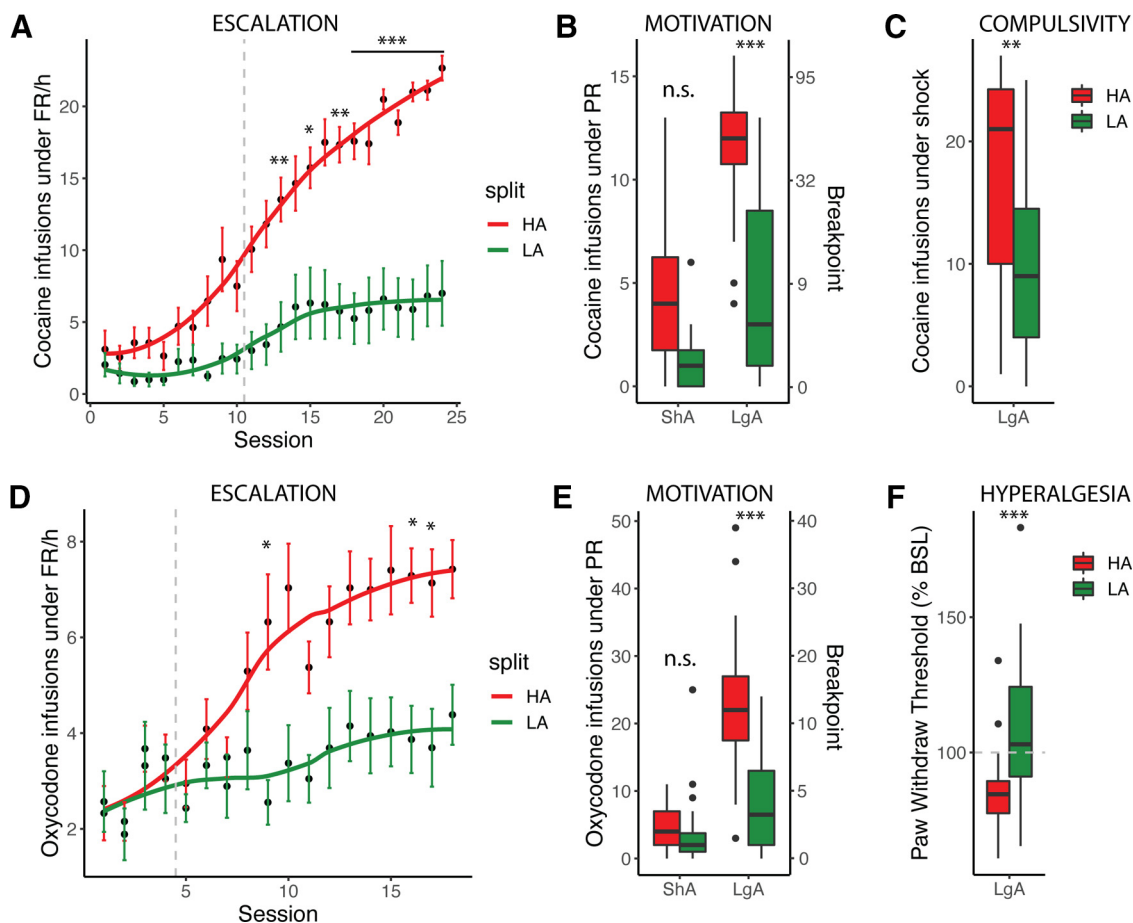 A ESCALATION
***
**
*
**
20
15
10
5
0
Cocaine infusions under FR/h
0 5 10 15 20 25
Session
split
HA
LA
B MOTIVATION
***
n.s.
15
10
5
0
Cocaine infusions under PR
95
32
9
0
Breakpoint
ShA LgA
C COMPULSIVITY
**
20
10
0
Cocaine infusions under shock
LgA
HA
LA
D ESCALATION
* * *
8
6
4
2
Oxycodone infusions under FR/h
5 10 15
Session
split
HA
LA
E MOTIVATION
***
n.s.
50
40
30
20
10
0
Oxycodone infusions under PR
40
30
20
10
5
0
Breakpoint
ShA LgA
F HYPERALGESIA
***
150
100
Paw Withdraw Threshold (% BSL)
LgA
HA
LA